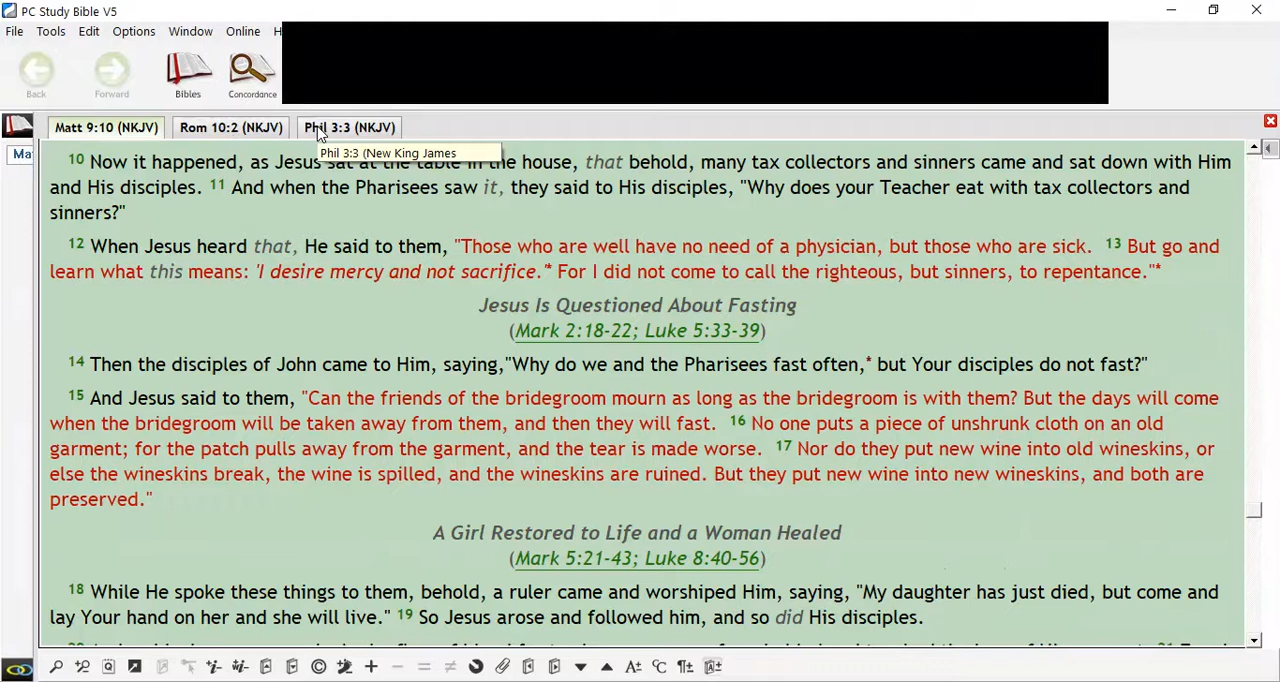 PC Study Bible V5
File Tools Edit Options Window Online H
Back Forward Bibles Concordance
Matt 9:10 (NKJV) Rom 10:2 (NKJV) Phil 3:3 (NKJV)
Phil 3:3 (New King James
Ma
10 Now it happened, as Jesus sat at the table in the house, that behold, many tax collectors and sinners came and sat down with Him
and His disciples. 11 And when the Pharisees saw it, they said to His disciples, "Why does your Teacher eat with tax collectors and
sinners?"
12 When Jesus heard that, He said to them, "Those who are well have no need of a physician, but those who are sick. 13 But go and
learn what this means: 'I desire mercy and not sacrifice.'* For I did not come to call the righteous, but sinners, to repentance."*
Jesus Is Questioned About Fasting
(Mark 2:18-22; Luke 5:33-39)
14 Then the disciples of John came to Him, saying,"Why do we and the Pharisees fast often,* but Your disciples do not fast?"
15 And Jesus said to them, "Can the friends of the bridegroom mourn as long as the bridegroom is with them? But the days will come
when the bridegroom will be taken away from them, and then they will fast. 16 No one puts a piece of unshrunk cloth on an old
garment; for the patch pulls away from the garment, and the tear is made worse. 17 Nor do they put new wine into old wineskins, or
else the wineskins break, the wine is spilled, and the wineskins are ruined. But they put new wine into new wineskins, and both are
preserved."
A Girl Restored to Life and a Woman Healed
(Mark 5:21-43; Luke 8:40-56)
18 While He spoke these things to them, behold, a ruler came and worshiped Him, saying, "My daughter has just died, but come and
lay Your hand on her and she will live." 19 So Jesus arose and followed him, and so did His disciples.